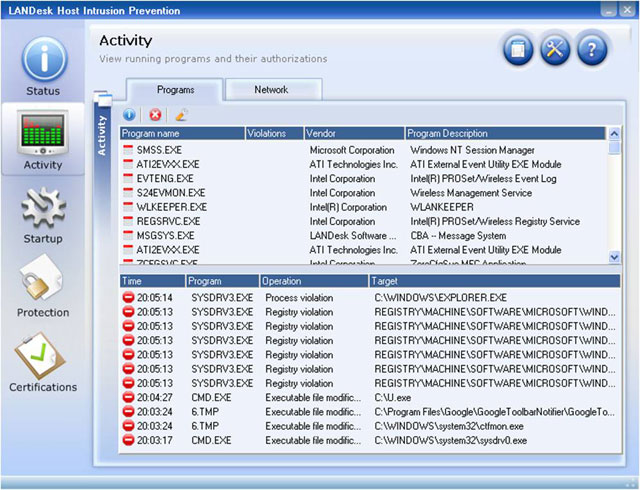 LANDesk Host Intrusion Prevention
Activity
View running programs and their authorizations
Status
Activity
Startup
Protection
Certifications
Programs Network
Activity
Program name Violations Vendor Program Description
SMSS.EXE Microsoft Corporation Windows NT Session Manager
ATI2EVXX.EXE ATI Technologies Inc. ATI External Event Utility EXE Module
EVTENG.EXE Intel Corporation Intel(R) PROSet/Wireless Event Log
S24EVMON.EXE Intel Corporation Wireless Management Service
WLKEEPER.EXE Intel(R) Corporation WLANKEEPER
REGSRVC.EXE Intel Corporation Intel(R) PROSet/Wireless Registry Service
MSGSYS.EXE LANDesk Software ... CBA -- Message System
ATI2EVXX.EXE ATI Technologies Inc. ATI External Event Utility EXE Module
ZCFGSVC.EXE Intel Corporation ZeroCfgSvc MFC Application
Time Program Operation Target
20:05:14 SYSDRV3.EXE Process violation C:\WINDOWS\EXPLORER.EXE
20:05:13 SYSDRV3.EXE Registry violation REGISTRY\MACHINE\SOFTWARE\MICROSOFT\WIND...
20:05:13 SYSDRV3.EXE Registry violation REGISTRY\MACHINE\SOFTWARE\MICROSOFT\WIND...
20:05:13 SYSDRV3.EXE Registry violation REGISTRY\MACHINE\SOFTWARE\MICROSOFT\WIND...
20:05:13 SYSDRV3.EXE Registry violation REGISTRY\MACHINE\SOFTWARE\MICROSOFT\WIND...
20:05:13 SYSDRV3.EXE Registry violation REGISTRY\MACHINE\SOFTWARE\MICROSOFT\WIND...
20:05:13 SYSDRV3.EXE Registry violation REGISTRY\MACHINE\SOFTWARE\MICROSOFT\WIND...
20:04:27 CMD.EXE Executable file modific... C:\IJ.exe
20:03:24 6.TMP Executable file modific... C:\Program Files\Google\GoogleToolbarNotifier\GoogleTo...
20:03:24 6.TMP Executable file modific... C:\WINDOWS\system32\ctfmon.exe
20:03:17 CMD.EXE Executable file modific... C:\WINDOWS\system32\sysdrv0.exe